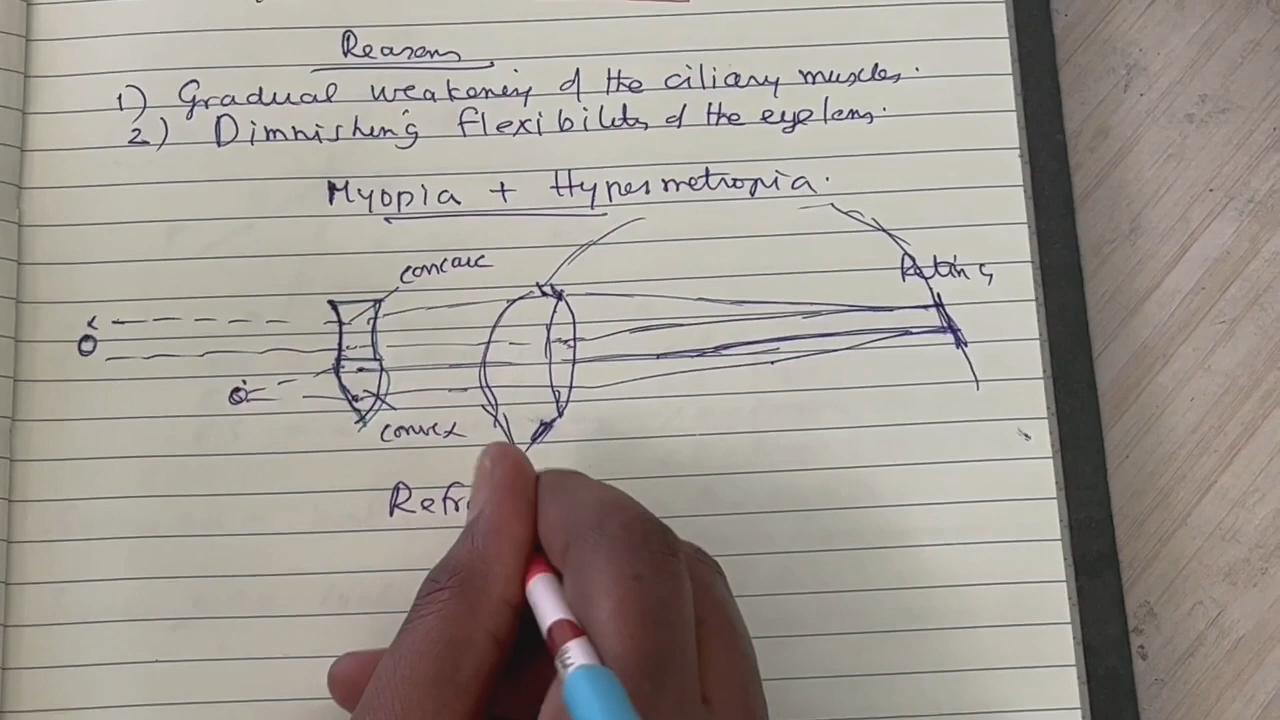 Reasons
1) Gradual weakening of the ciliary muscles.
2) Diminishing flexibility of the eye lens.
Myopia + Hypermetropia.
concave
Retina
convex
Refr